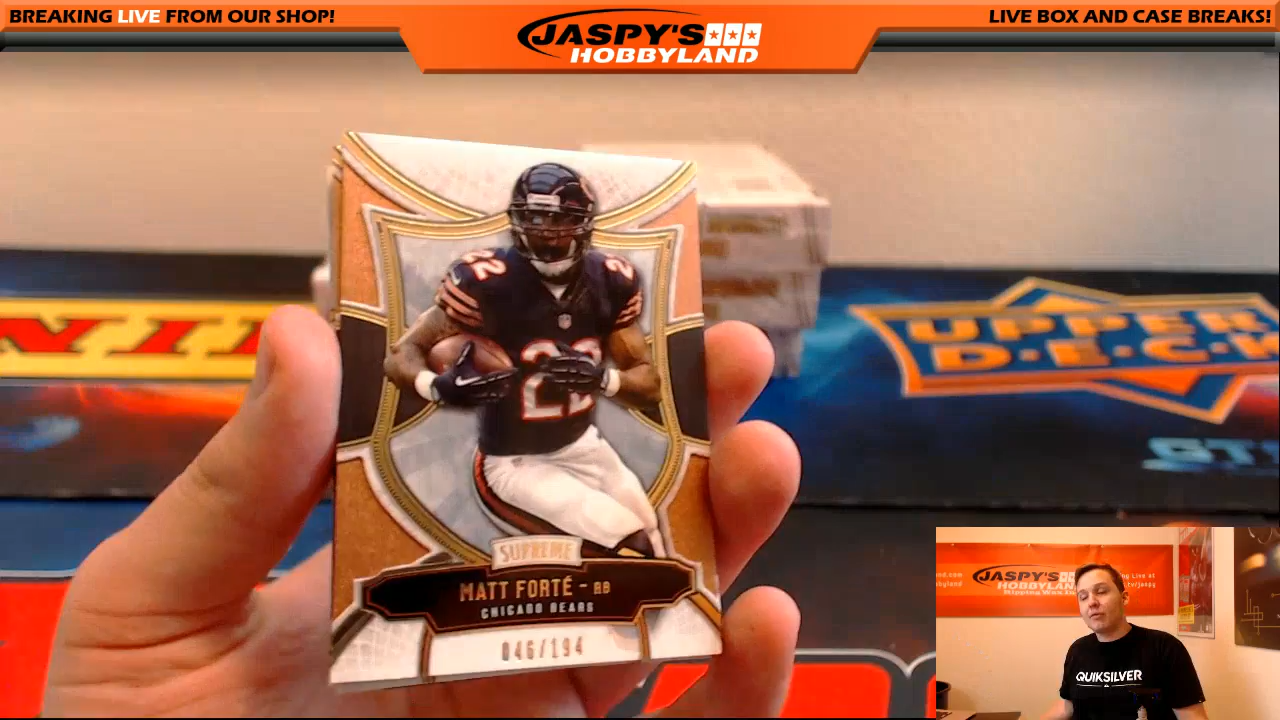 BREAKING LIVE FROM OUR SHOP!
JASPY'S
HOBBYLAND
LIVE BOX AND CASE BREAKS!
22
22
SUPREME
MATT FORTÉ - RB
CHICAGO BEARS
046/194
UPPER
D·E·C·K
JASPY'S
HOBBYLAND
QUIKSILVER